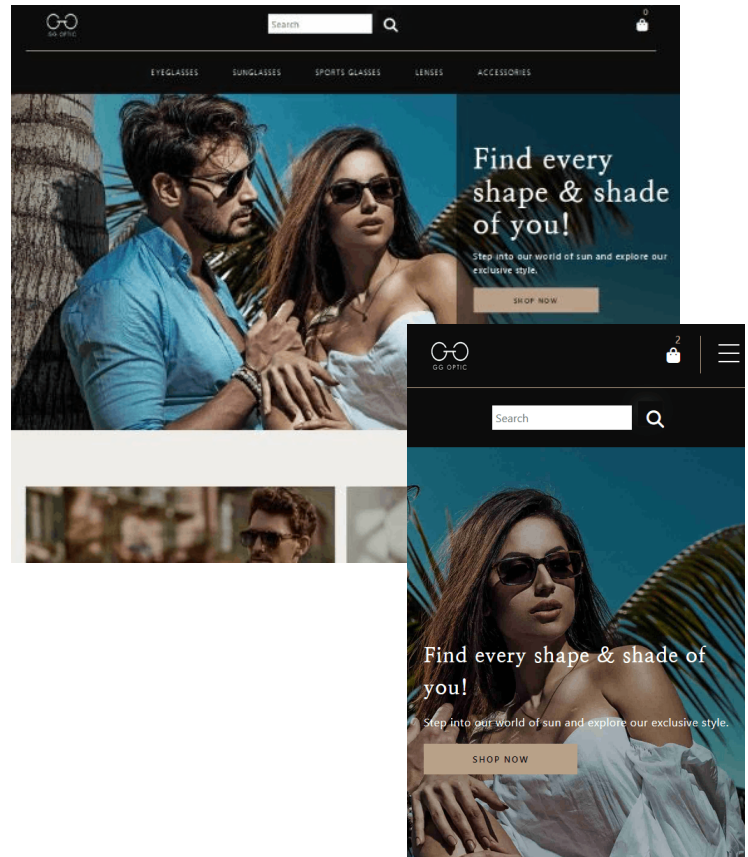 0
GG OPTIC
Search
EYEGLASSES SUNGLASSES SPORTS GLASSES LENSES ACCESSORIES
Find every
shape & shade
of you!
Step into our world of sun and explore our
exclusive style.
SHOP NOW
2
GG OPTIC
Search
Find every shape & shade of
you!
Step into our world of sun and explore our exclusive style.
SHOP NOW